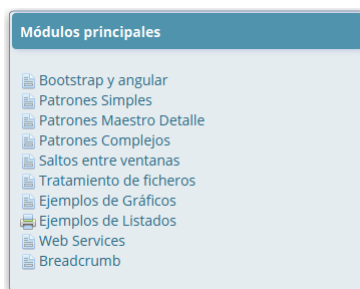 Módulos principales
Bootstrap y angular
Patrones Simples
Patrones Maestro Detalle
Patrones Complejos
Saltos entre ventanas
Tratamiento de ficheros
Ejemplos de Gráficos
Ejemplos de Listados
Web Services
Breadcrumb